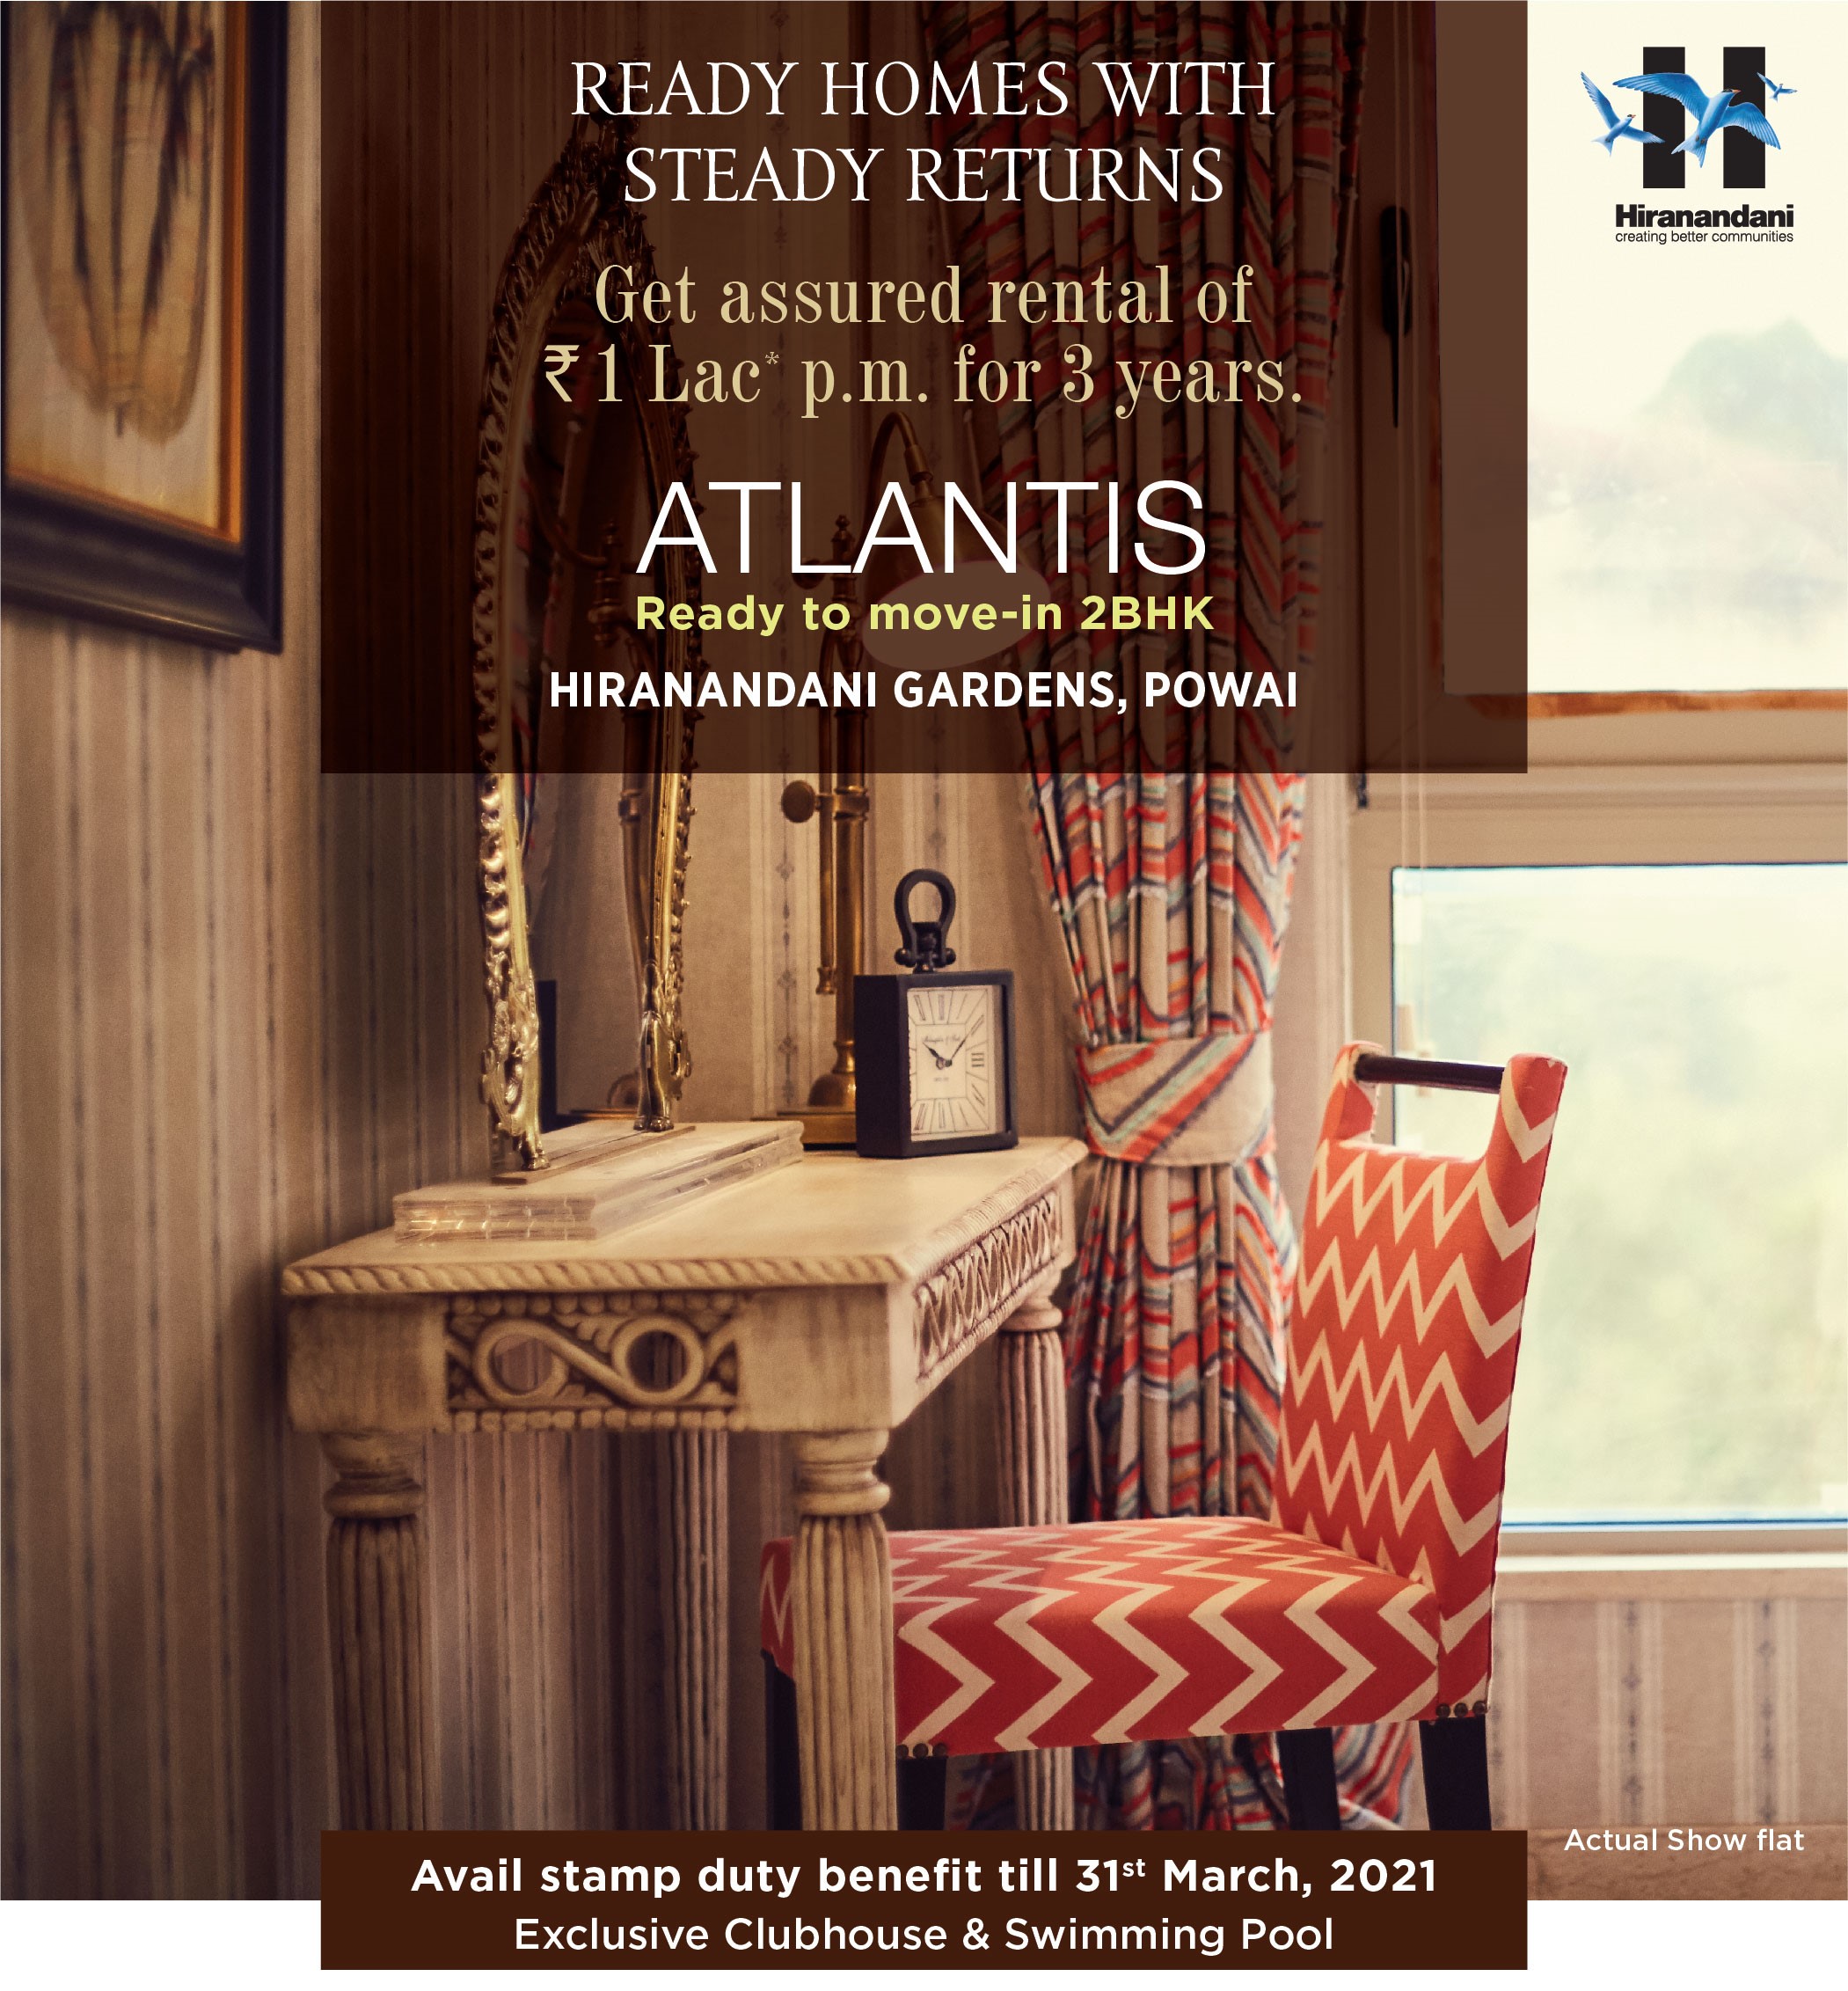 READY HOMES WITH
STEADY RETURNS
Get assured rental of
₹ 1 Lac* p.m. for 3 years.
ATLANTIS
Ready to move-in 2BHK
HIRANANDANI GARDENS, POWAI
H
Hiranandani
creating better communities
Actual Show flat
Avail stamp duty benefit till 31st March, 2021
Exclusive Clubhouse & Swimming Pool